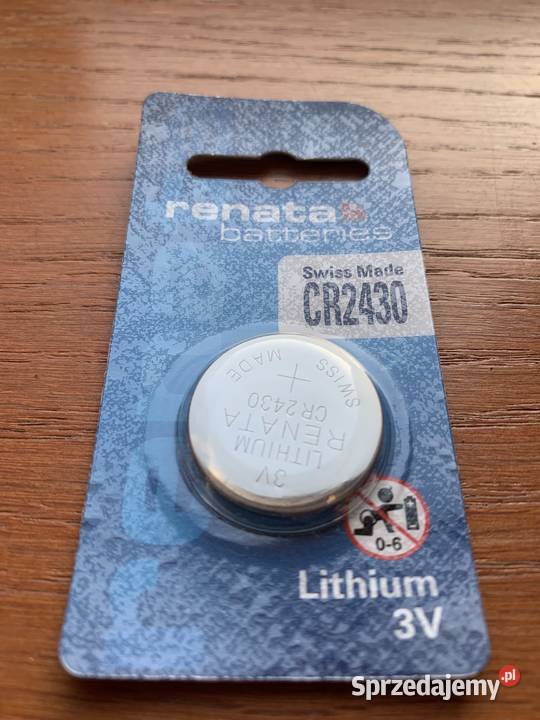 renata
batteries
Swiss Made
CR2430
SWISS MADE
+
CR2430
RENATA
LITHIUM
3V
0-6
Lithium
3V
Sprzedajemy.pl